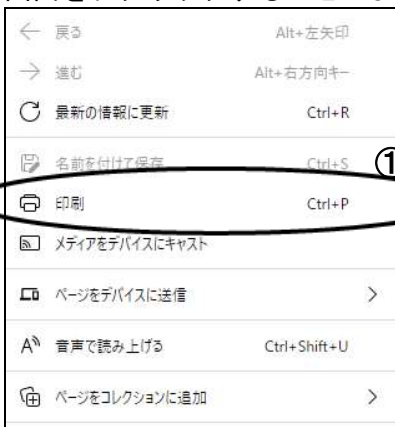 戻る Alt+左矢印
進む Alt+右方向キー
最新の情報に更新 Ctrl+R
名前を付けて保存 Ctrl+S
①
印刷 Ctrl+P
メディアをデバイスにキャスト
ページをデバイスに送信
音声で読み上げる Ctrl+Shift+U
ページをコレクションに追加